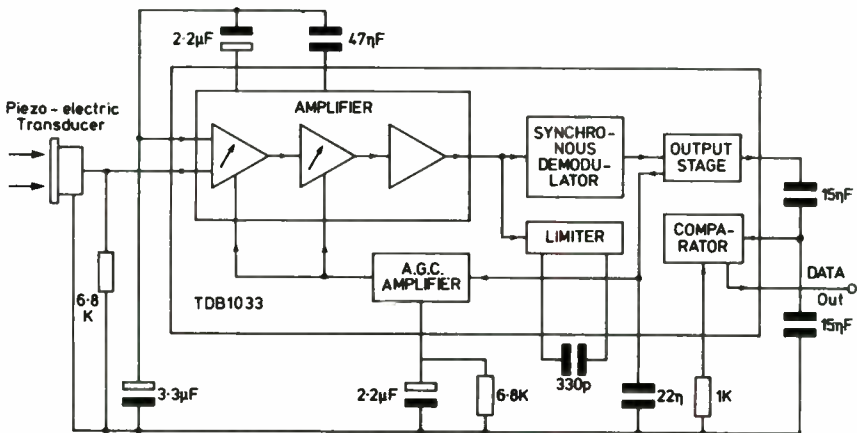 2·2µF
47ηF
Piezo-electric
Transducer
AMPLIFIER
SYNCHRO-
NOUS
DEMODU-
LATOR
OUTPUT
STAGE
15ηF
LIMITER
COMPA-
RATOR
A.G.C.
AMPLIFIER
DATA
Out
6·8
K
TDB1033
15ηF
3·3µF
2·2µF
6·8K
330p
22η
1K